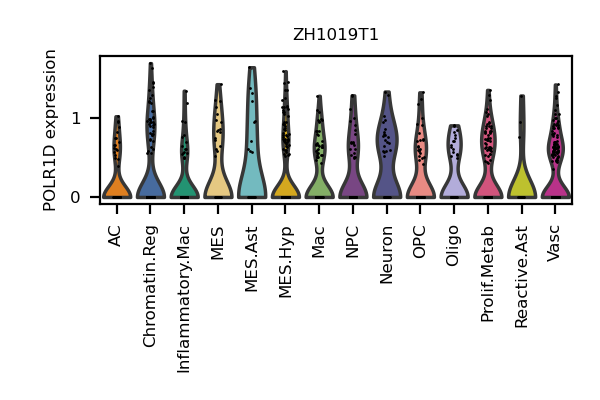 ZH1019T1
POLR1D expression
1
0
AC
Chromatin.Reg
Inflammatory.Mac
MES
MES.Ast
MES.Hyp
Mac
NPC
Neuron
OPC
Oligo
Prolif.Metab
Reactive.Ast
Vasc